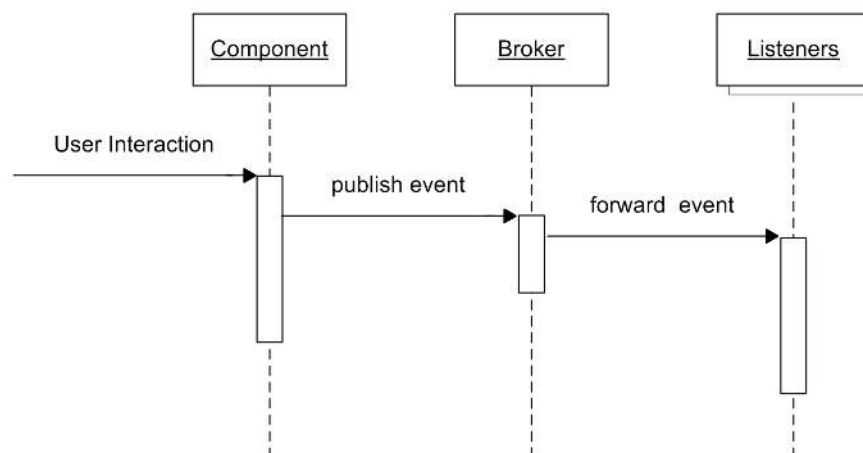 Component
Broker
Listeners
User Interaction
publish event
forward event